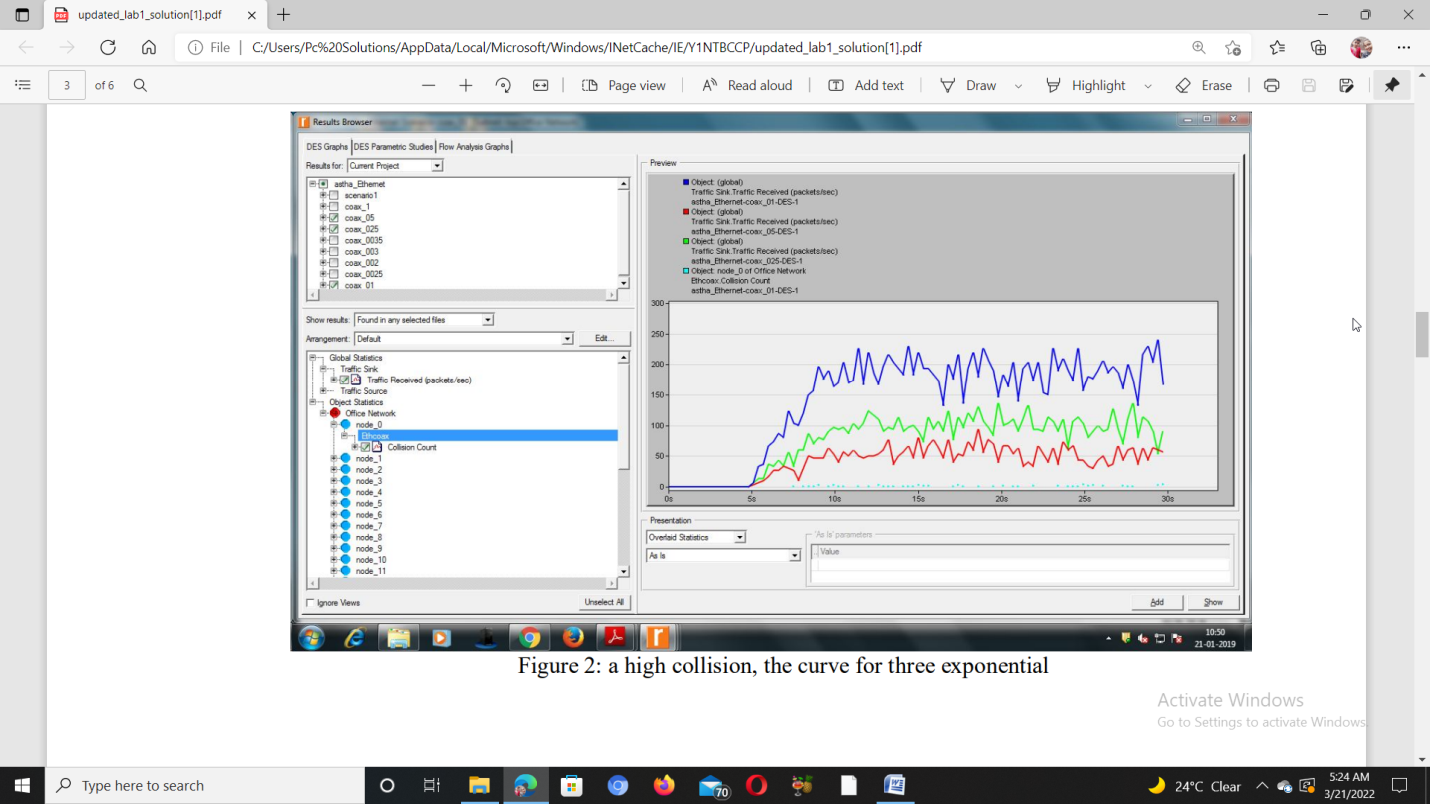 updated_lab1_solution[1].pdf
File | C:/Users/Pc%20Solutions/AppData/Local/Microsoft/Windows/INetCache/IE/Y1NTBCCP/updated_lab1_solution[1].pdf
3 of 6 Page view Read aloud Add text Draw Highlight Erase
Results Browser
DES Graphs DES Parametric Studies Flow Analysis Graphs
Results for: Current Project
astha_Ethernet
scenario1
coax_1
coax_05
coax_025
coax_0035
coax_003
coax_002
coax_0025
coax_01
Show results: Found in any selected files
Arrangement: Default Edit...
Global Statistics
Traffic Sink
Traffic Received (packets/sec)
Traffic Source
Object Statistics
Office Network
node_0
Ethcoax
Collision Count
node_1
node_2
node_3
node_4
node_5
node_6
node_7
node_8
node_9
node_10
node_11
Ignore Views Unselect All
Preview
Object: (global)
Traffic Sink.Traffic Received (packets/sec)
astha_Ethernet-coax_01-DES-1
Object: (global)
Traffic Sink.Traffic Received (packets/sec)
astha_Ethernet-coax_05-DES-1
Object: (global)
Traffic Sink.Traffic Received (packets/sec)
astha_Ethernet-coax_025-DES-1
Object: node_0 of Office Network
Ethcoax.Collision Count
astha_Ethernet-coax_01-DES-1
300
250
200
150
100
50
0
0s 5s 10s 15s 20s 25s 30s
Presentation
Overlaid Statistics
As Is
'As Is' parameters
Value
Add Show
10:50
21-01-2019
Figure 2: a high collision, the curve for three exponential
Activate Windows
Go to Settings to activate Windows.
Type here to search
70
24°C Clear
5:24 AM
3/21/2022